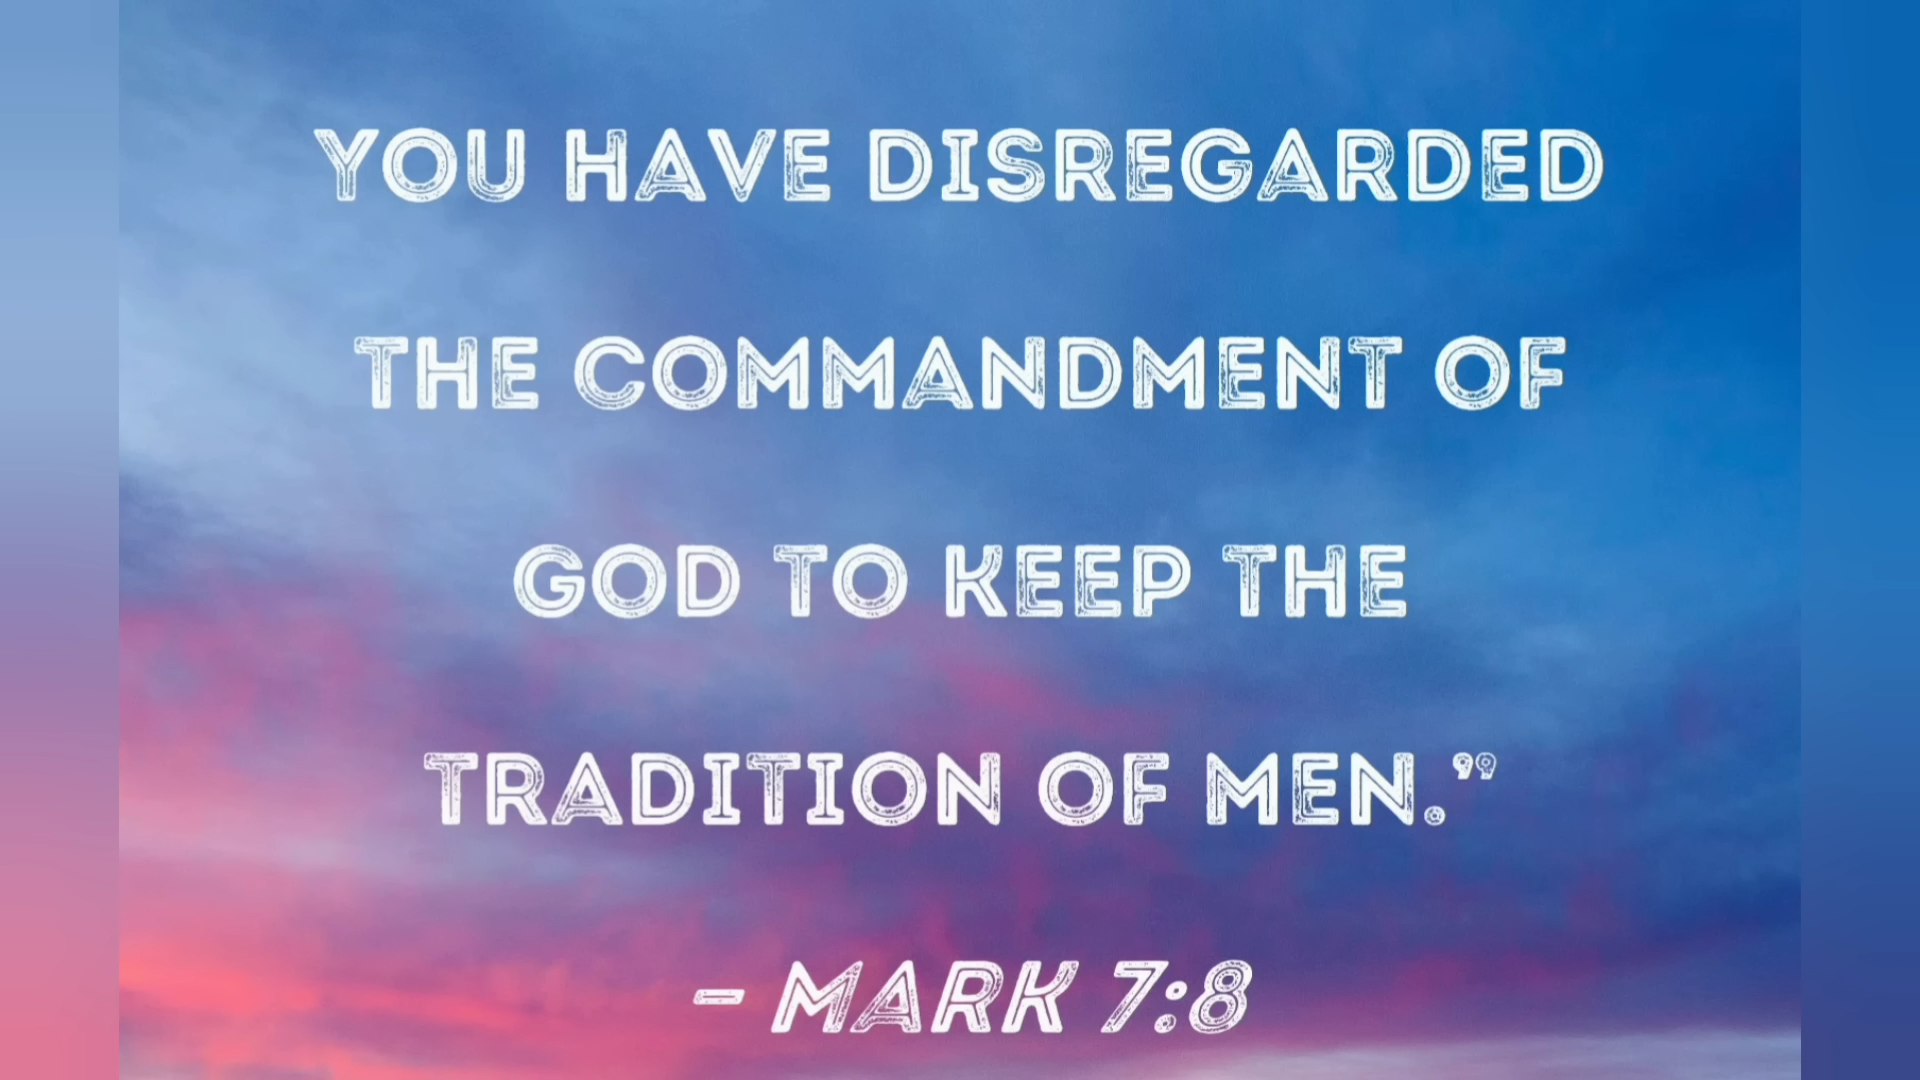 YOU HAVE DISREGARDED
THE COMMANDMENT OF
GOD TO KEEP THE
TRADITION OF MEN.”
– MARK 7:8